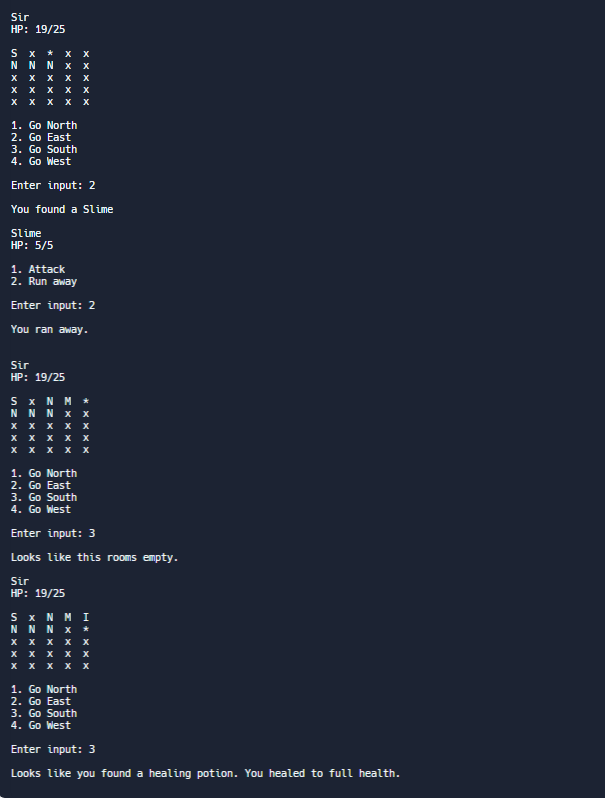 Sir
HP: 19/25
S x * x x
N N N x x
x x x x x
x x x x x
x x x x x
1. Go North
2. Go East
3. Go South
4. Go West
Enter input: 2
You found a Slime
Slime
HP: 5/5
1. Attack
2. Run away
Enter input: 2
You ran away.
Sir
HP: 19/25
S x N M *
N N N x x
x x x x x
x x x x x
x x x x x
1. Go North
2. Go East
3. Go South
4. Go West
Enter input: 3
Looks like this rooms empty.
Sir
HP: 19/25
S x N M I
N N N x *
x x x x x
x x x x x
x x x x x
1. Go North
2. Go East
3. Go South
4. Go West
Enter input: 3
Looks like you found a healing potion. You healed to full health.